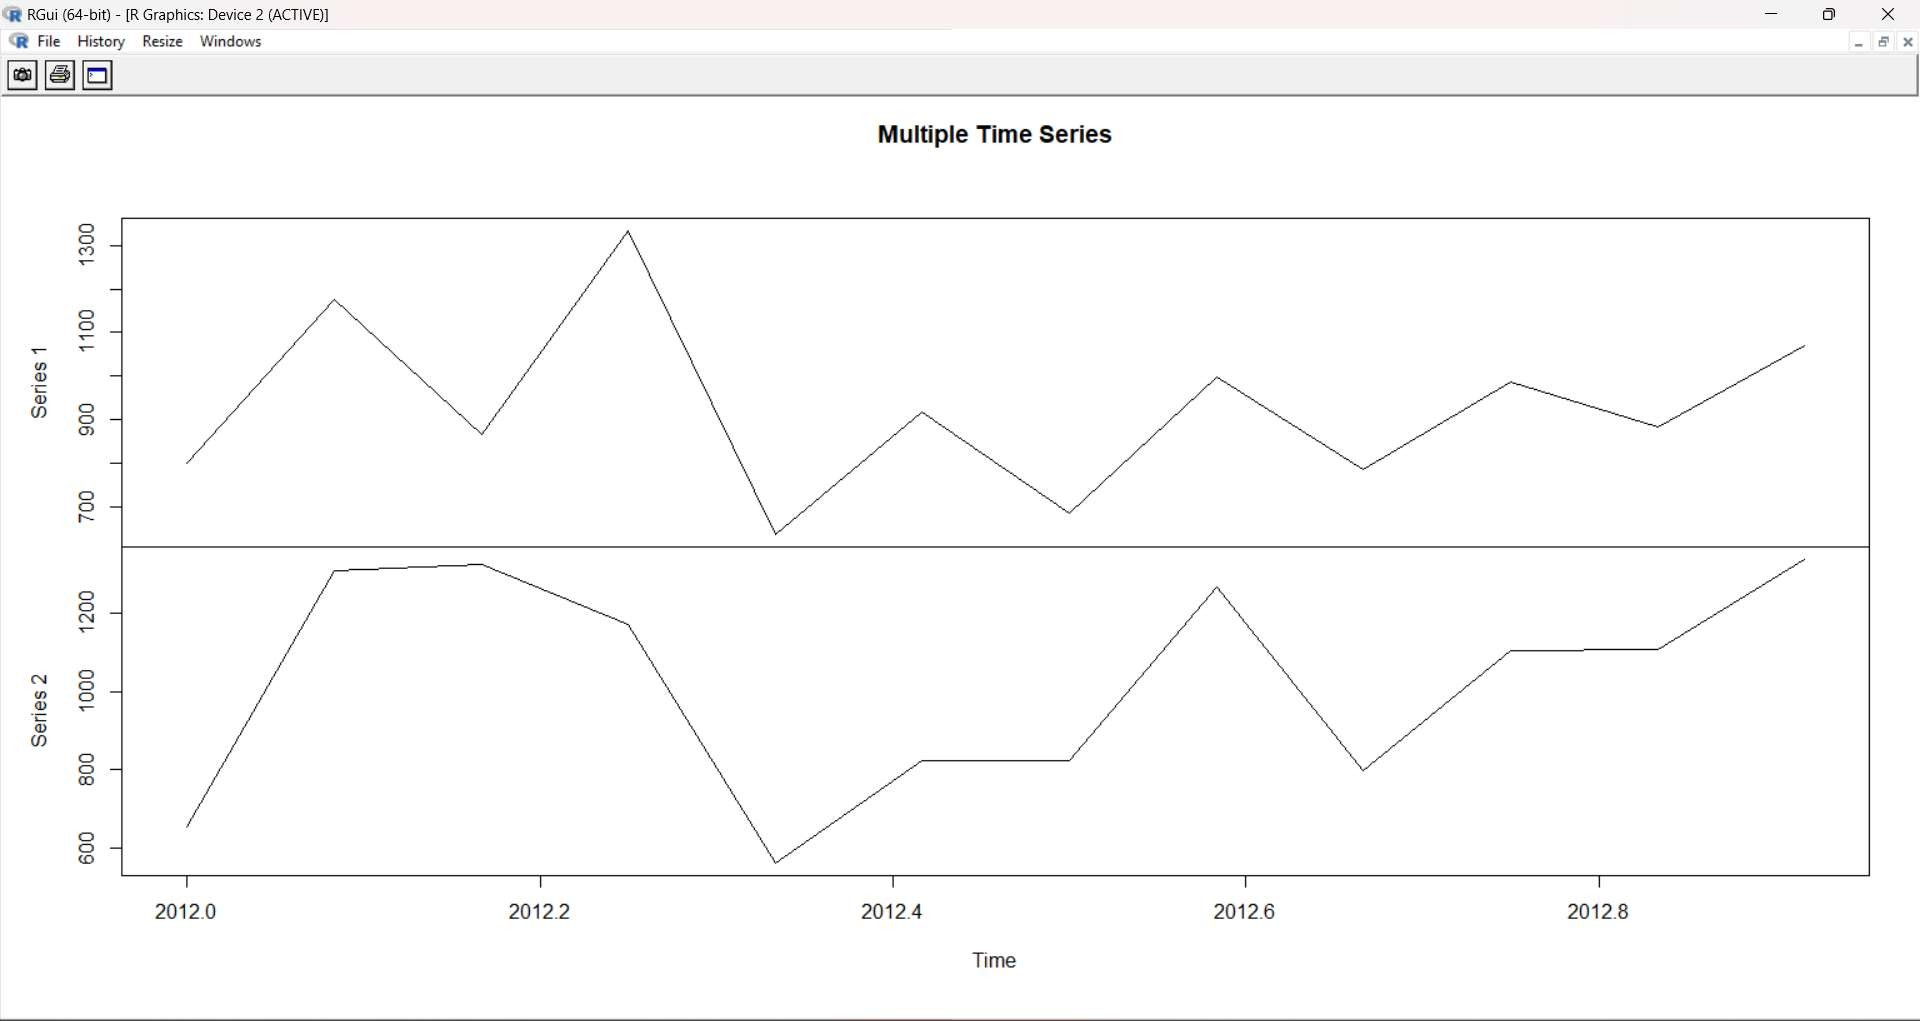 RGui (64-bit) - [R Graphics: Device 2 (ACTIVE)]
File History Resize Windows
Multiple Time Series
Series 1
700 900 1100 1300
Series 2
600 800 1000 1200
2012.0 2012.2 2012.4 2012.6 2012.8
Time